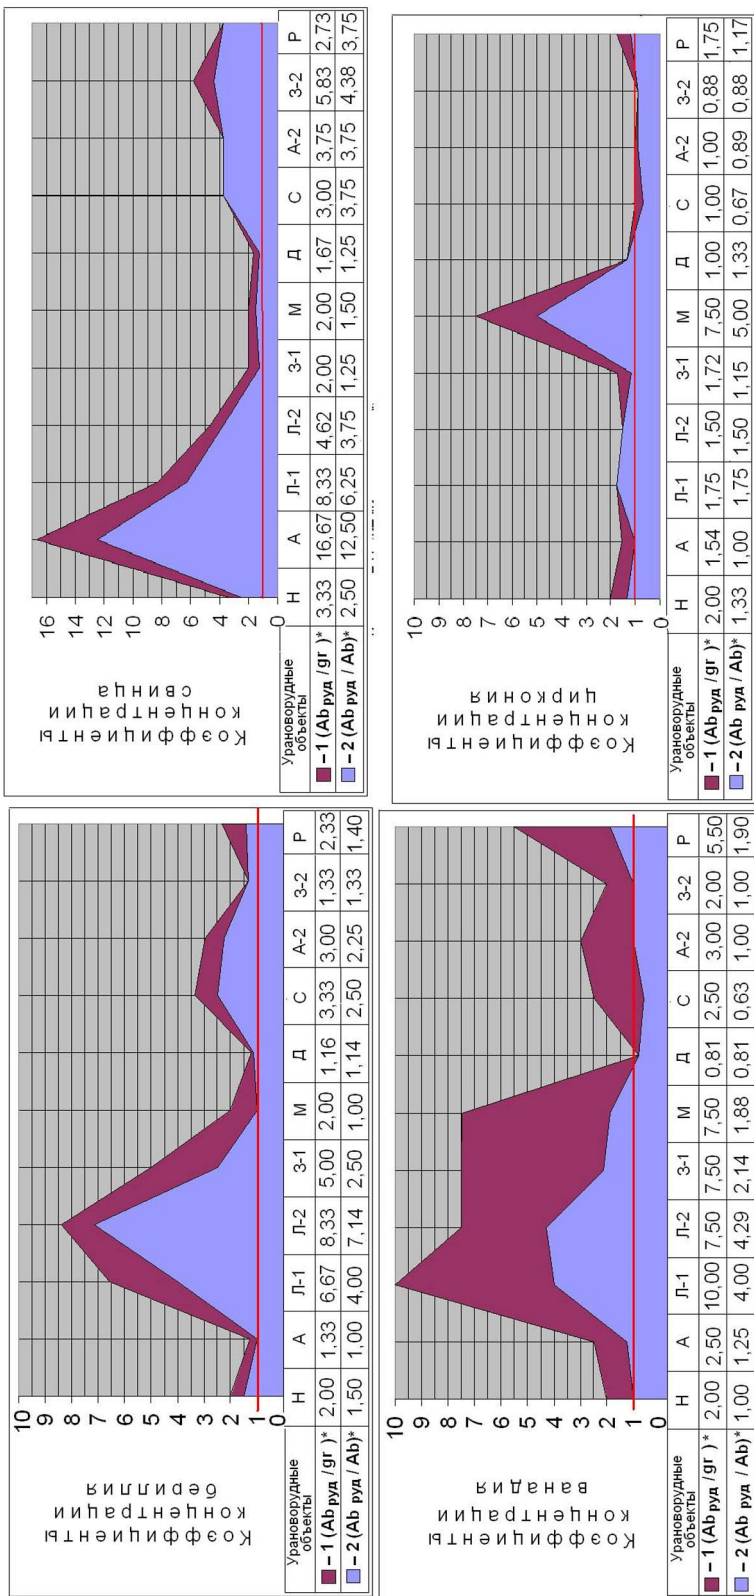 Коэффициенты
концентрации
бериллия
10
9
8
7
6
5
4
3
2
1
0
Урановорудные объекты Н А Л-1 Л-2 З-1 М Д С А-2 З-2 Р
– 1 (Ab руд / gr )* 2,00 1,33 6,67 8,33 5,00 2,00 1,16 3,33 3,00 1,33 2,33
– 2 (Ab руд / Ab)* 1,50 1,00 4,00 7,14 2,50 1,00 1,14 2,50 2,25 1,33 1,40
Коэффициенты
концентрации
свинца
16
14
12
10
8
6
4
2
0
Урановорудные объекты Н А Л-1 Л-2 З-1 М Д С А-2 З-2 Р
– 1 (Ab руд / gr )* 3,33 16,67 8,33 4,62 2,00 2,00 1,67 3,00 3,75 5,83 2,73
– 2 (Ab руд / Ab)* 2,50 12,50 6,25 3,75 1,25 1,50 1,25 3,75 3,75 4,38 3,75
Коэффициенты
концентрации
ванадия
10
9
8
7
6
5
4
3
2
1
0
Урановорудные объекты Н А Л-1 Л-2 З-1 М Д С А-2 З-2 Р
– 1 (Ab руд / gr )* 2,00 2,50 10,00 7,50 7,50 7,50 0,81 2,50 3,00 2,00 5,50
– 2 (Ab руд / Ab)* 1,00 1,25 4,00 4,29 2,14 1,88 0,81 0,63 1,00 1,00 1,90
Коэффициенты
концентрации
циркония
10
9
8
7
6
5
4
3
2
1
0
Урановорудные объекты Н А Л-1 Л-2 З-1 М Д С А-2 З-2 Р
– 1 (Ab руд / gr )* 2,00 1,54 1,75 1,50 1,72 7,50 1,00 1,00 1,00 0,88 1,75
– 2 (Ab руд / Ab)* 1,33 1,00 1,75 1,50 1,15 5,00 1,33 0,67 0,89 0,88 1,17